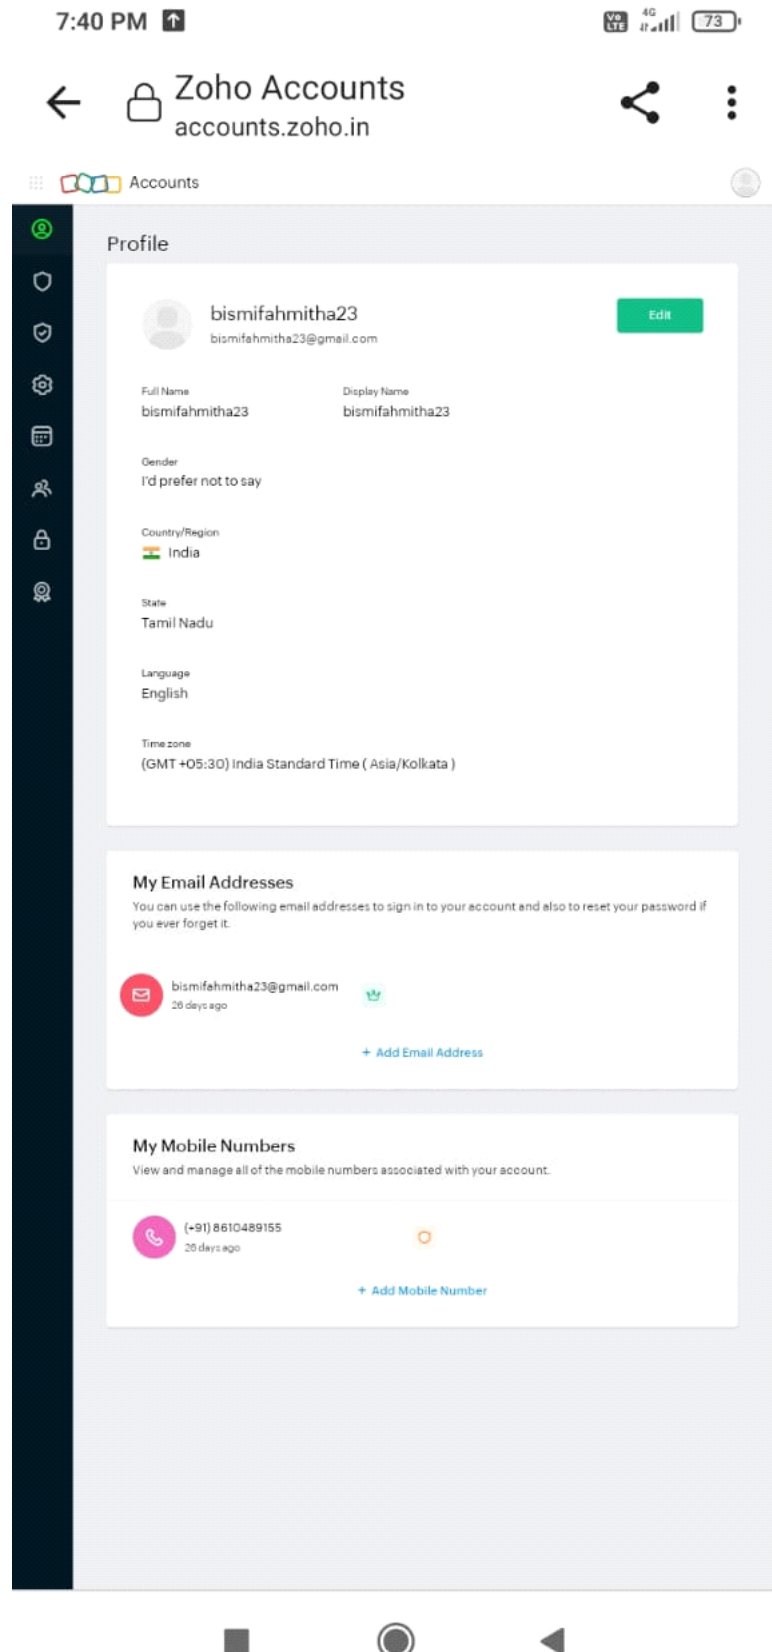 7:40 PM
Vo LTE 4G 73
Zoho Accounts
accounts.zoho.in
Accounts
Profile
bismifahmitha23
Edit
bismifahmitha23@gmail.com
Full Name Display Name
bismifahmitha23 bismifahmitha23
Gender
I'd prefer not to say
Country/Region
India
State
Tamil Nadu
Language
English
Time zone
(GMT +05:30) India Standard Time ( Asia/Kolkata )
My Email Addresses
You can use the following email addresses to sign in to your account and also to reset your password if
you ever forget it.
bismifahmitha23@gmail.com
26 days ago
+ Add Email Address
My Mobile Numbers
View and manage all of the mobile numbers associated with your account.
(+91) 8610489155
26 days ago
+ Add Mobile Number